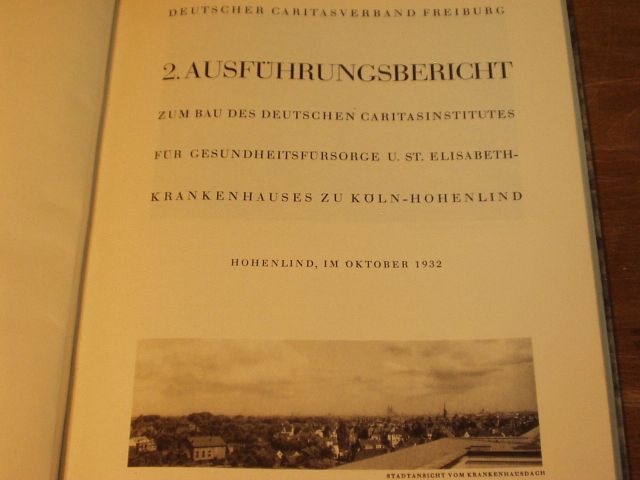 DEUTSCHER CARITASVERBAND FREIBURG
2. AUSFÜHRUNGSBERICHT
ZUM BAU DES DEUTSCHEN CARITASINSTITUTES
FÜR GESUNDHEITSFÜRSORGE U. ST. ELISABETH-
KRANKENHAUSES ZU KÖLN-HOHENLIND
HOHENLIND, IM OKTOBER 1932
STADTANSICHT VOM KRANKENHAUSDACH